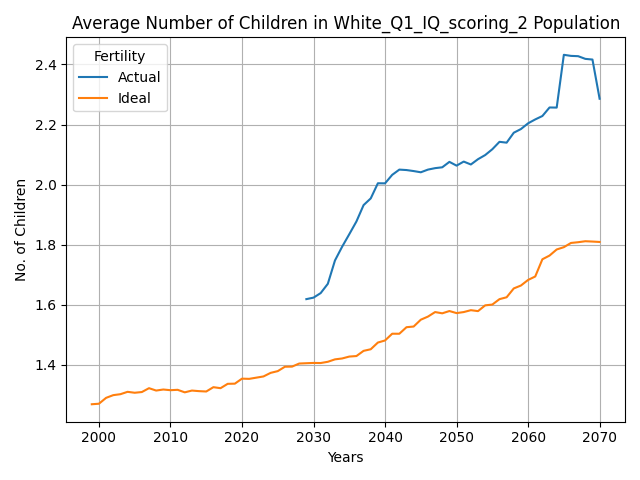 Average Number of Children in White_Q1_IQ_scoring_2 Population
Fertility
Actual
Ideal
No. of Children
2.4
2.2
2.0
1.8
1.6
1.4
2000 2010 2020 2030 2040 2050 2060 2070
Years